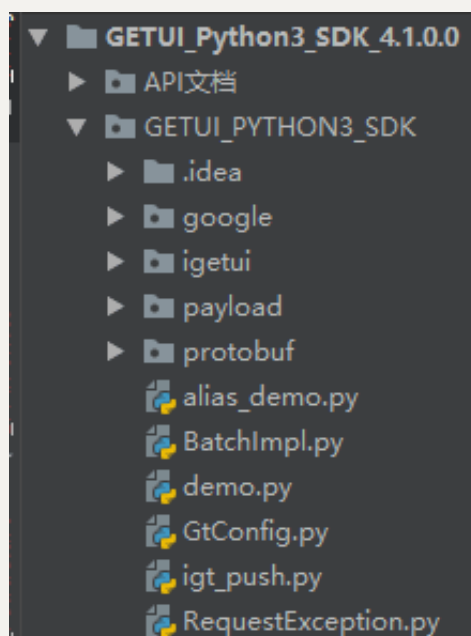 GETUI_Python3_SDK_4.1.0.0
API文档
GETUI_PYTHON3_SDK
.idea
google
igetui
payload
protobuf
alias_demo.py
BatchImpl.py
demo.py
GtConfig.py
igt_push.py
RequestException.py